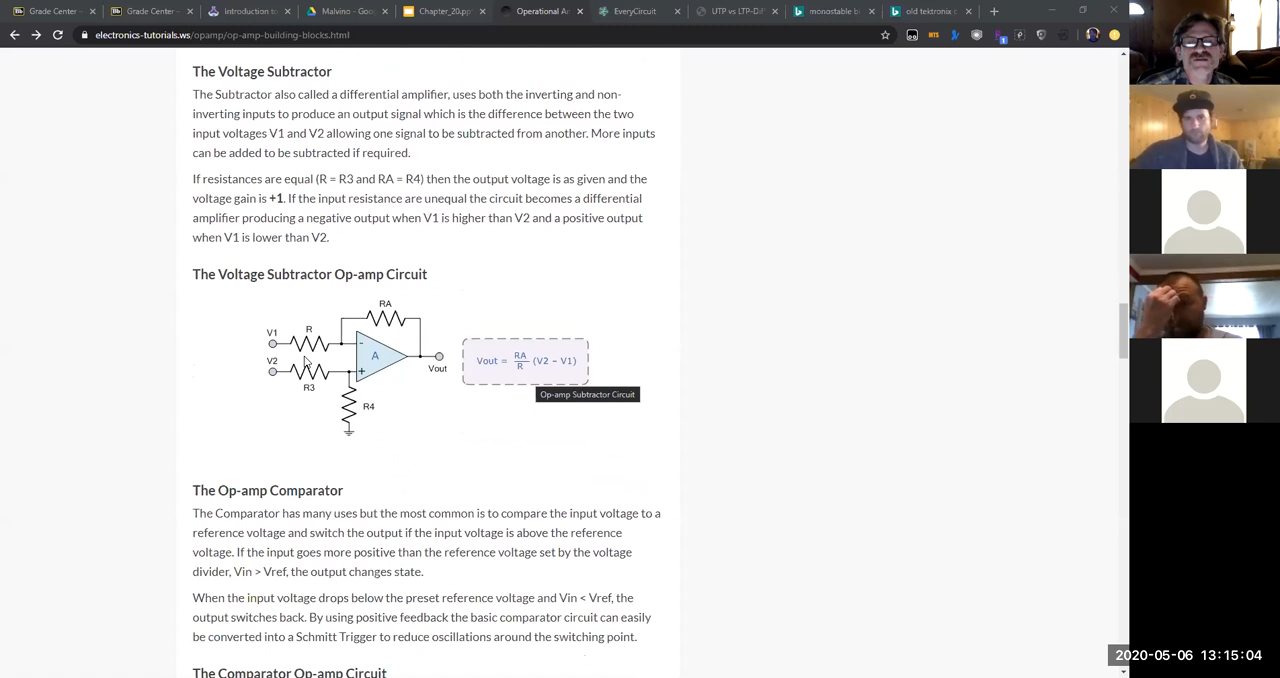 Grade Center -
Grade Center -
introduction to
Malvino - Goo
Chapter_20.pp
Operational A
EveryCircuit
UTP vs LTP-Dif
monostable b
old tektronix c
electronics-tutorials.ws/opamp/op-amp-building-blocks.html
The Voltage Subtractor
The Subtractor also called a differential amplifier, uses both the inverting and non-
inverting inputs to produce an output signal which is the difference between the two
input voltages V1 and V2 allowing one signal to be subtracted from another. More inputs
can be added to be subtracted if required.
If resistances are equal (R = R3 and RA = R4) then the output voltage is as given and the
voltage gain is +1. If the input resistance are unequal the circuit becomes a differential
amplifier producing a negative output when V1 is higher than V2 and a positive output
when V1 is lower than V2.
The Voltage Subtractor Op-amp Circuit
RA
V1
R
-
V2
A
+
R3
R4
Vout
Vout = RA/R (V2 - V1)
Op-amp Subtractor Circuit
The Op-amp Comparator
The Comparator has many uses but the most common is to compare the input voltage to a
reference voltage and switch the output if the input voltage is above the reference
voltage. If the input goes more positive than the reference voltage set by the voltage
divider, Vin > Vref, the output changes state.
When the input voltage drops below the preset reference voltage and Vin < Vref, the
output switches back. By using positive feedback the basic comparator circuit can easily
be converted into a Schmitt Trigger to reduce oscillations around the switching point.
The Comparator Op-amp Circuit
2020-05-06 13:15:04